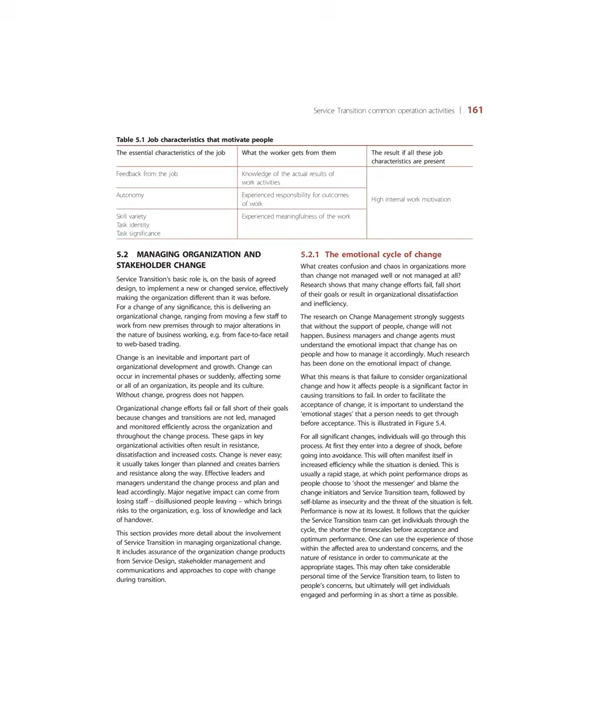 Service Transition common operation activities | 161
Table 5.1 Job characteristics that motivate people
The essential characteristics of the job What the worker gets from them The result if all these job
characteristics are present
Feedback from the job Knowledge of the actual results of
work activities
Autonomy Experienced responsibility for outcomes
of work
High internal work motivation
Skill variety Experienced meaningfulness of the work
Task identity
Task significance
5.2 MANAGING ORGANIZATION AND
STAKEHOLDER CHANGE
Service Transition's basic role is, on the basis of agreed
design, to implement a new or changed service, effectively
making the organization different than it was before.
For a change of any significance, this is delivering an
organizational change, ranging from moving a few staff to
work from new premises through to major alterations in
the nature of business working, e.g. from face-to-face retail
to web-based trading.
Change is an inevitable and important part of
organizational development and growth. Change can
occur in incremental phases or suddenly, affecting some
or all of an organization, its people and its culture.
Without change, progress does not happen.
Organizational change efforts fail or fall short of their goals
because changes and transitions are not led, managed
and monitored efficiently across the organization and
throughout the change process. These gaps in key
organizational activities often result in resistance,
dissatisfaction and increased costs. Change is never easy;
it usually takes longer than planned and creates barriers
and resistance along the way. Effective leaders and
managers understand the change process and plan and
lead accordingly. Major negative impact can come from
losing staff – disillusioned people leaving – which brings
risks to the organization, e.g. loss of knowledge and lack
of handover.
This section provides more detail about the involvement
of Service Transition in managing organizational change.
It includes assurance of the organization change products
from Service Design, stakeholder management and
communications and approaches to cope with change
during transition.
5.2.1 The emotional cycle of change
What creates confusion and chaos in organizations more
than change not managed well or not managed at all?
Research shows that many change efforts fail, fall short
of their goals or result in organizational dissatisfaction
and inefficiency.
The research on Change Management strongly suggests
that without the support of people, change will not
happen. Business managers and change agents must
understand the emotional impact that change has on
people and how to manage it accordingly. Much research
has been done on the emotional impact of change.
What this means is that failure to consider organizational
change and how it affects people is a significant factor in
causing transitions to fail. In order to facilitate the
acceptance of change, it is important to understand the
'emotional stages' that a person needs to get through
before acceptance. This is illustrated in Figure 5.4.
For all significant changes, individuals will go through this
process. At first they enter into a degree of shock, before
going into avoidance. This will often manifest itself in
increased efficiency while the situation is denied. This is
usually a rapid stage, at which point performance drops as
people choose to 'shoot the messenger' and blame the
change initiators and Service Transition team, followed by
self-blame as insecurity and the threat of the situation is felt.
Performance is now at its lowest. It follows that the quicker
the Service Transition team can get individuals through the
cycle, the shorter the timescales before acceptance and
optimum performance. One can use the experience of those
within the affected area to understand concerns, and the
nature of resistance in order to communicate at the
appropriate stages. This may often take considerable
personal time of the Service Transition team, to listen to
people's concerns, but ultimately will get individuals
engaged and performing in as short a time as possible.